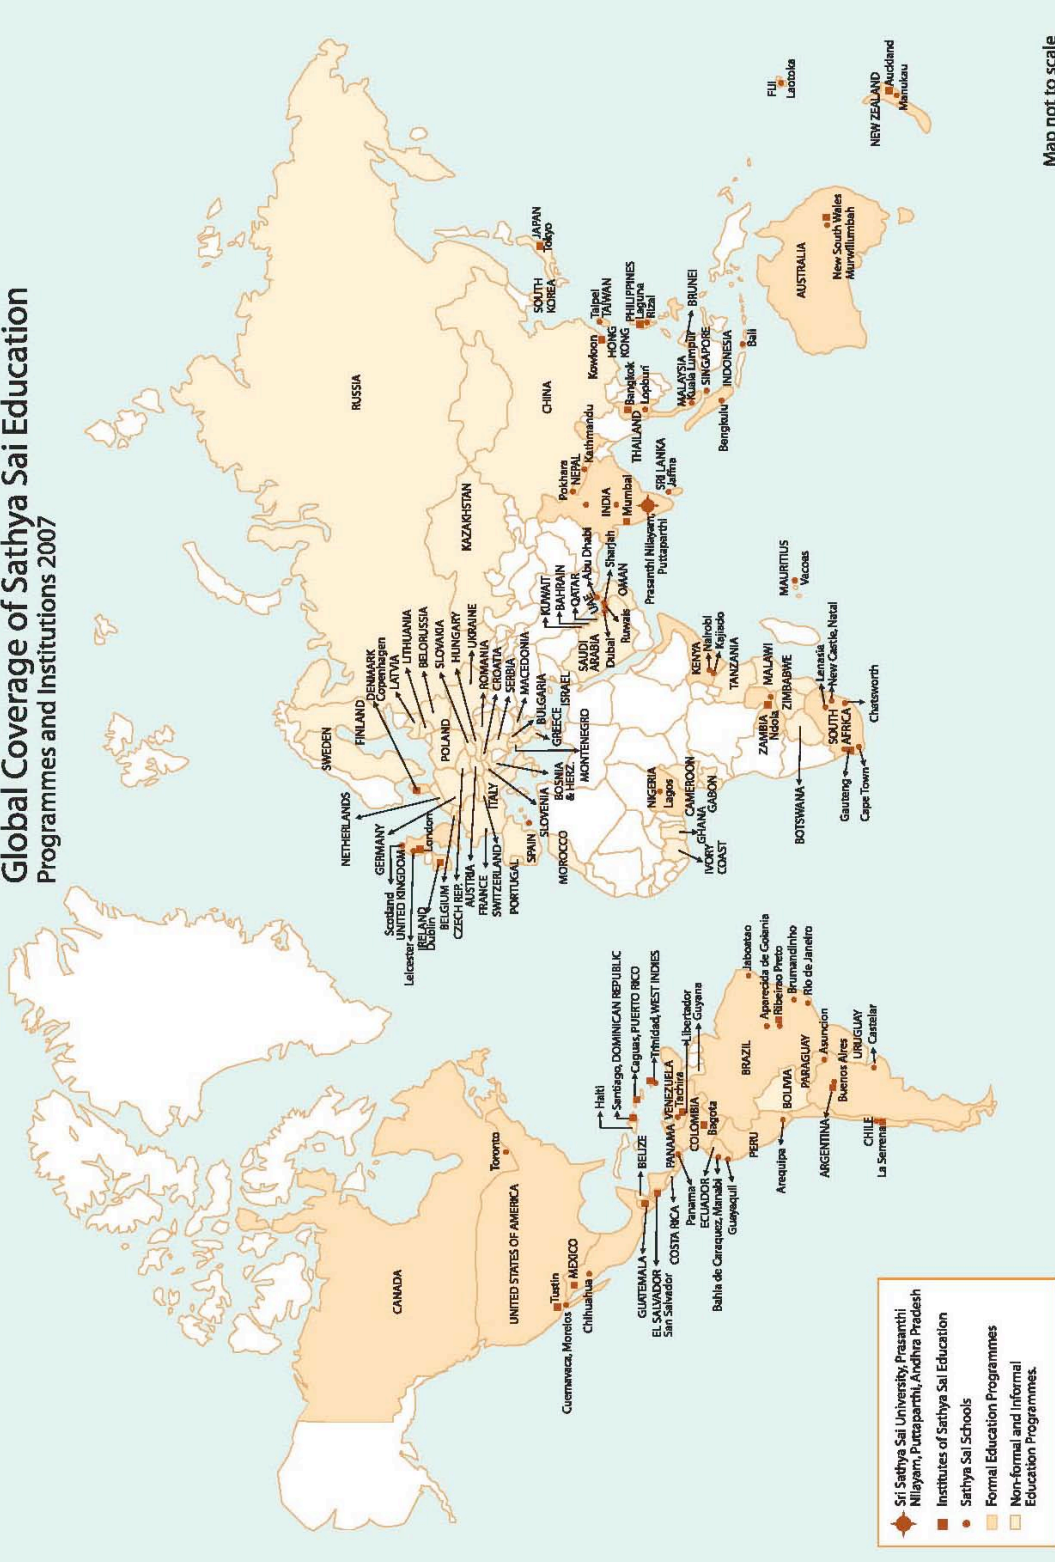 Global Coverage of Sathya Sai Education
Programmes and Institutions 2007
CANADA
Toronto
UNITED STATES OF AMERICA
Tustin
MEXICO
Cuernavaca, Morelos
Chihuahua
Haiti
Santiago, DOMINICAN REPUBLIC
Caguas, PUERTO RICO
Trinidad, WEST INDIES
BELIZE
GUATEMALA
EL SALVADOR
San Salvador
COSTA RICA
PANAMA
Panama
VENEZUELA
Tachira
Libertador
Guyana
COLOMBIA
Bagota
ECUADOR
Bahia de Caraquez, Manabi
Guayaquil
PERU
Arequipa
BRAZIL
Jaboatao
Aparecida de Goiania
Ribeirao Preto
Brumandinho
Rio de Janeiro
BOLIVIA
PARAGUAY
Asuncion
ARGENTINA
Buenos Aires
URUGUAY
Castelar
CHILE
La Serrena
SWEDEN
FINLAND
DENMARK
Copenhagen
LATVIA
LITHUANIA
BELORUSSIA
SLOVAKIA
HUNGARY
UKRAINE
ROMANIA
CROATIA
SERBIA
MACEDONIA
BULGARIA
GREECE
ISRAEL
MONTENEGRO
BOSNIA
& HERZ.
SLOVENIA
ITALY
POLAND
NETHERLANDS
GERMANY
London
Scotland
UNITED KINGDOM
Leicester
IRELAND
Dublin
BELGIUM
CZECH REP.
AUSTRIA
FRANCE
SWITZERLAND
PORTUGAL
SPAIN
MOROCCO
RUSSIA
KAZAKHSTAN
CHINA
JAPAN
Tokyo
SOUTH
KOREA
Taipei
TAIWAN
Kowloon
HONG
KONG
PHILIPPINES
Laguna
Rizal
BRUNEI
MALAYSIA
Kuala Lumpur
SINGAPORE
INDONESIA
Bali
Bengkulu
THAILAND
Bangkok
Lopburi
Kathmandu
Pokhara
NEPAL
INDIA
Mumbai
SRI LANKA
Jaffna
Prasanthi Nilayam,
Puttaparthi
KUWAIT
BAHRAIN
QATAR
UAE
Abu Dhabi
Sharjah
OMAN
Ruwais
Dubai
SAUDI
ARABIA
NIGERIA
Lagos
CAMEROON
GABON
GHANA
IVORY
COAST
KENYA
Nairobi
Kajiado
TANZANIA
MALAWI
ZAMBIA
Ndola
ZIMBABWE
BOTSWANA
SOUTH
AFRICA
Lenasia
New Castle, Natal
Chatsworth
Gauteng
Cape Town
MAURITIUS
Vacoas
AUSTRALIA
New South Wales
Murwillumbah
FIJI
Laotoka
NEW ZEALAND
Auckland
Manukau
Sri Sathya Sai University, Prasanthi
Nilayam, Puttaparthi, Andhra Pradesh
Institutes of Sathya Sai Education
Sathya Sai Schools
Formal Education Programmes
Non-formal and Informal
Education Programmes.
Map not to scale